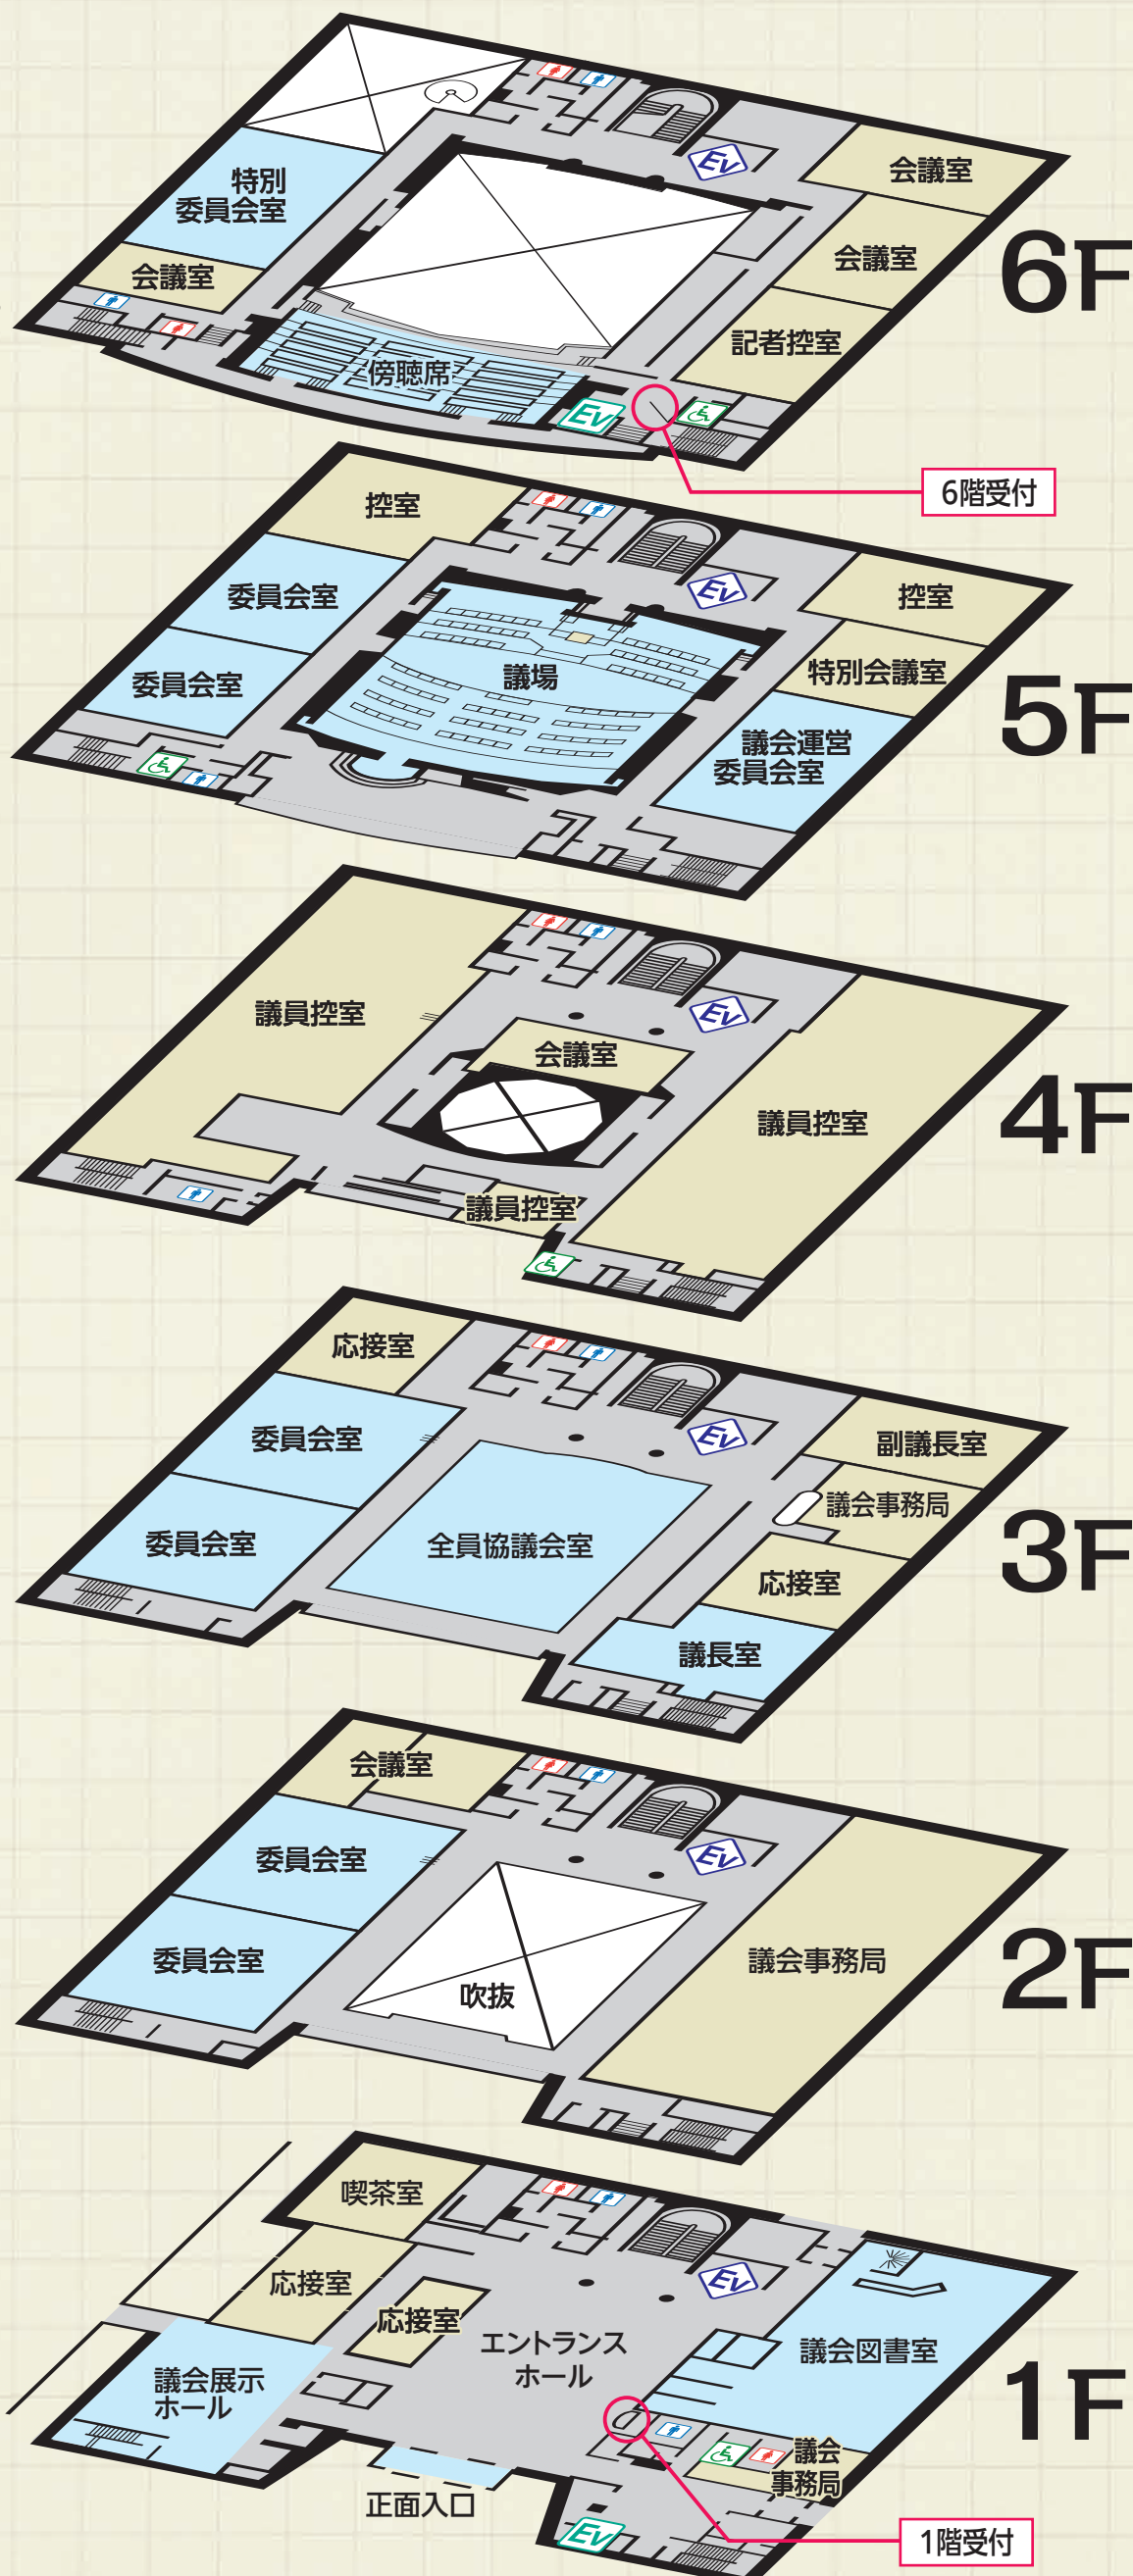 Ev
会議室
特別
委員会室
会議室
6F
会議室
記者控室
傍聴席
Ev
6階受付
控室
Ev
委員会室
控室
議場
特別会議室
委員会室
5F
議会運営
委員会室
議員控室
Ev
会議室
議員控室
4F
議員控室
応接室
委員会室
Ev
副議長室
議会事務局
委員会室
全員協議会室
3F
応接室
議長室
会議室
委員会室
Ev
委員会室
議会事務局
2F
吹抜
喫茶室
応接室
Ev
応接室
エントランス
ホール
議会図書室
議会展示
ホール
1F
議会
事務局
正面入口
Ev
1階受付